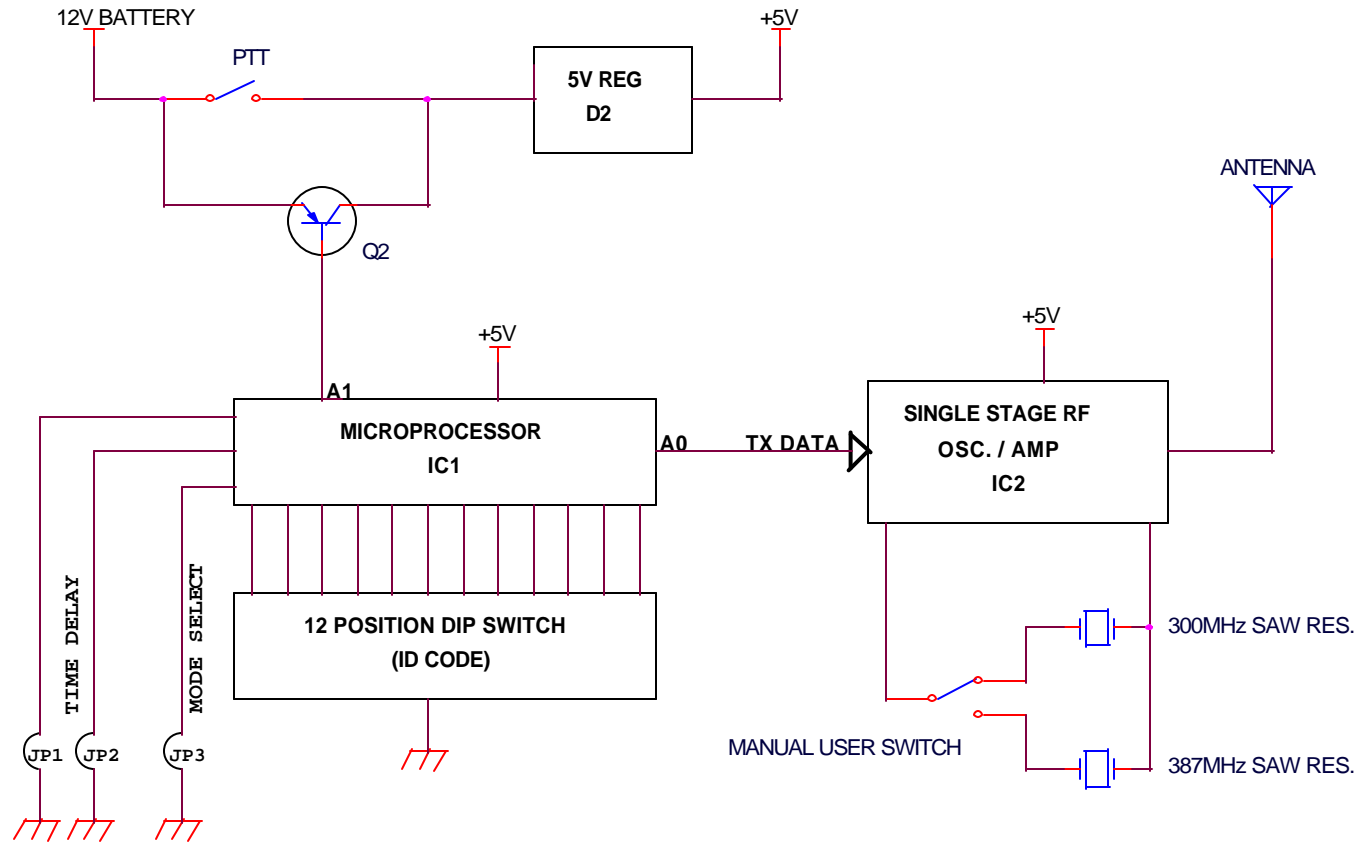 12V BATTERY
PTT
+5V
5V REG
D2
Q2
ANTENNA
+5V
+5V
A1
MICROPROCESSOR
IC1
A0
TX DATA
SINGLE STAGE RF
OSC. / AMP
IC2
TIME DELAY
MODE SELECT
12 POSITION DIP SWITCH
(ID CODE)
300MHz SAW RES.
MANUAL USER SWITCH
387MHz SAW RES.
JP1
JP2
JP3